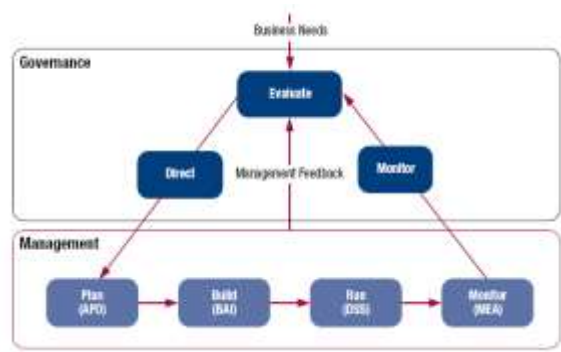 Business Needs
Governance
Evaluate
Direct
Management Feedback
Monitor
Management
Plan
(APO)
Build
(BAI)
Run
(DSS)
Monitor
(MEA)